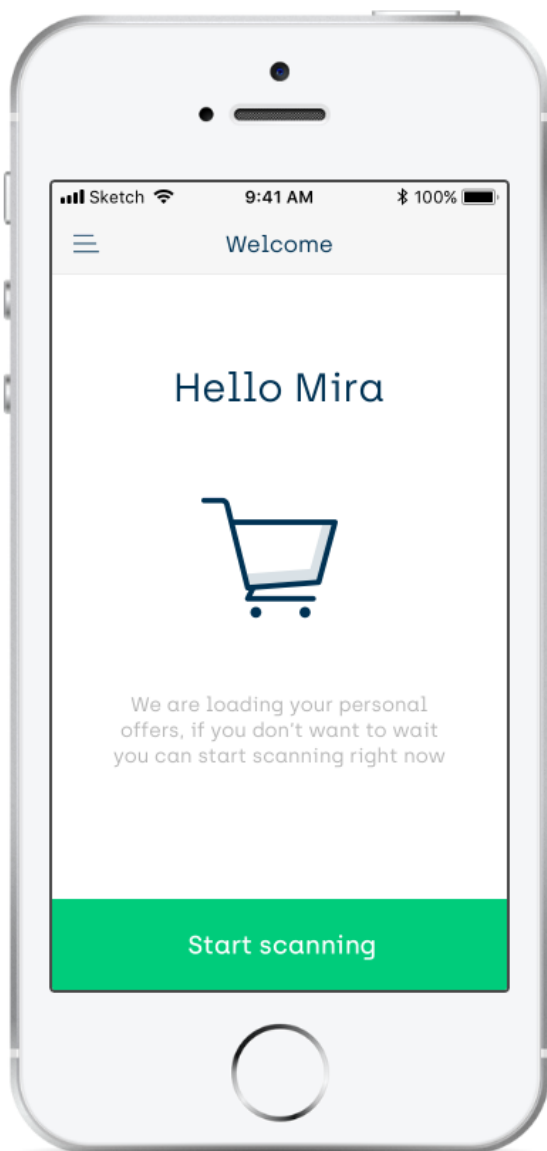 Sketch 9:41 AM 100%
Welcome
Hello Mira
We are loading your personal
offers, if you don't want to wait
you can start scanning right now
Start scanning